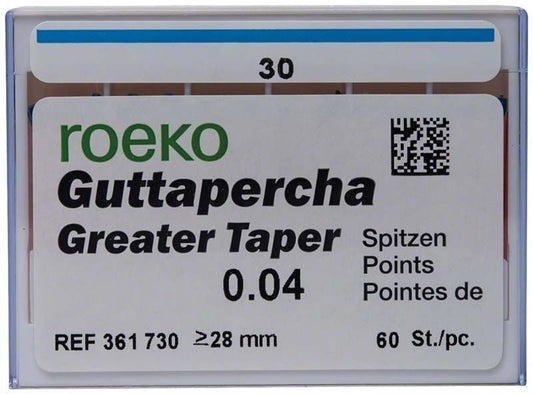 30
roeko
Guttapercha
Greater Taper
Spitzen
0.04
Points
Pointes de
REF 361 730 ≥28 mm 60 St./pc.